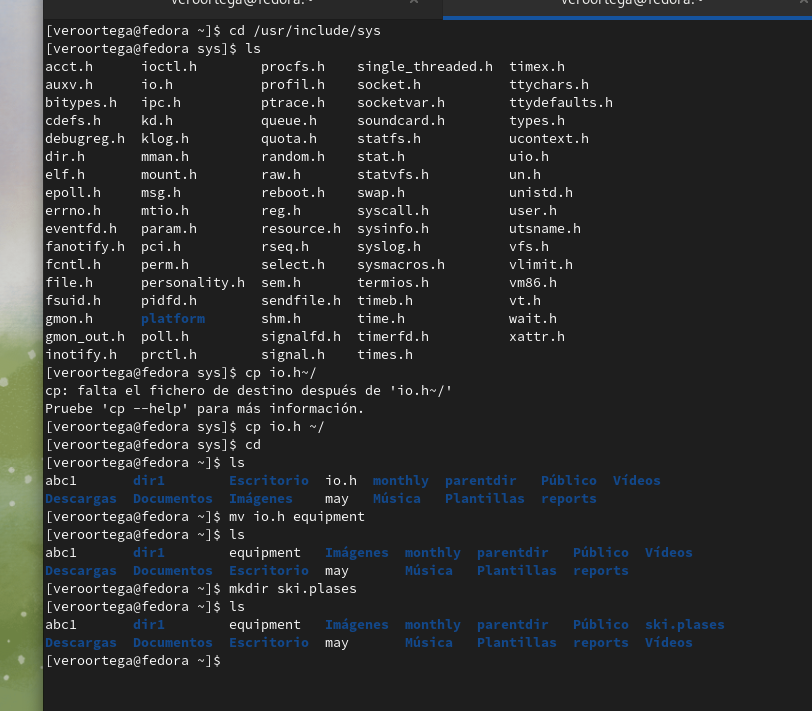 veroortega@fedora:~ × veroortega@fedora:~ ×
[veroortega@fedora ~]$ cd /usr/include/sys
[veroortega@fedora sys]$ ls
acct.h ioctl.h procfs.h single_threaded.h timex.h
auxv.h io.h profil.h socket.h ttychars.h
bitypes.h ipc.h ptrace.h socketvar.h ttydefaults.h
cdefs.h kd.h queue.h soundcard.h types.h
debugreg.h klog.h quota.h statfs.h ucontext.h
dir.h mman.h random.h stat.h uio.h
elf.h mount.h raw.h statvfs.h un.h
epoll.h msg.h reboot.h swap.h unistd.h
errno.h mtio.h reg.h syscall.h user.h
eventfd.h param.h resource.h sysinfo.h utsname.h
fanotify.h pci.h rseq.h syslog.h vfs.h
fcntl.h perm.h select.h sysmacros.h vlimit.h
file.h personality.h sem.h termios.h vm86.h
fsuid.h pidfd.h sendfile.h timeb.h vt.h
gmon.h platform shm.h time.h wait.h
gmon_out.h poll.h signalfd.h timerfd.h xattr.h
inotify.h prctl.h signal.h times.h
[veroortega@fedora sys]$ cp io.h~/
cp: falta el fichero de destino después de 'io.h~/'
Pruebe 'cp --help' para más información.
[veroortega@fedora sys]$ cp io.h ~/
[veroortega@fedora sys]$ cd
[veroortega@fedora ~]$ ls
abc1 dir1 Escritorio io.h monthly parentdir Público Vídeos
Descargas Documentos Imágenes may Música Plantillas reports
[veroortega@fedora ~]$ mv io.h equipment
[veroortega@fedora ~]$ ls
abc1 dir1 equipment Imágenes monthly parentdir Público Vídeos
Descargas Documentos Escritorio may Música Plantillas reports
[veroortega@fedora ~]$ mkdir ski.plases
[veroortega@fedora ~]$ ls
abc1 dir1 equipment Imágenes monthly parentdir Público ski.plases
Descargas Documentos Escritorio may Música Plantillas reports Vídeos
[veroortega@fedora ~]$